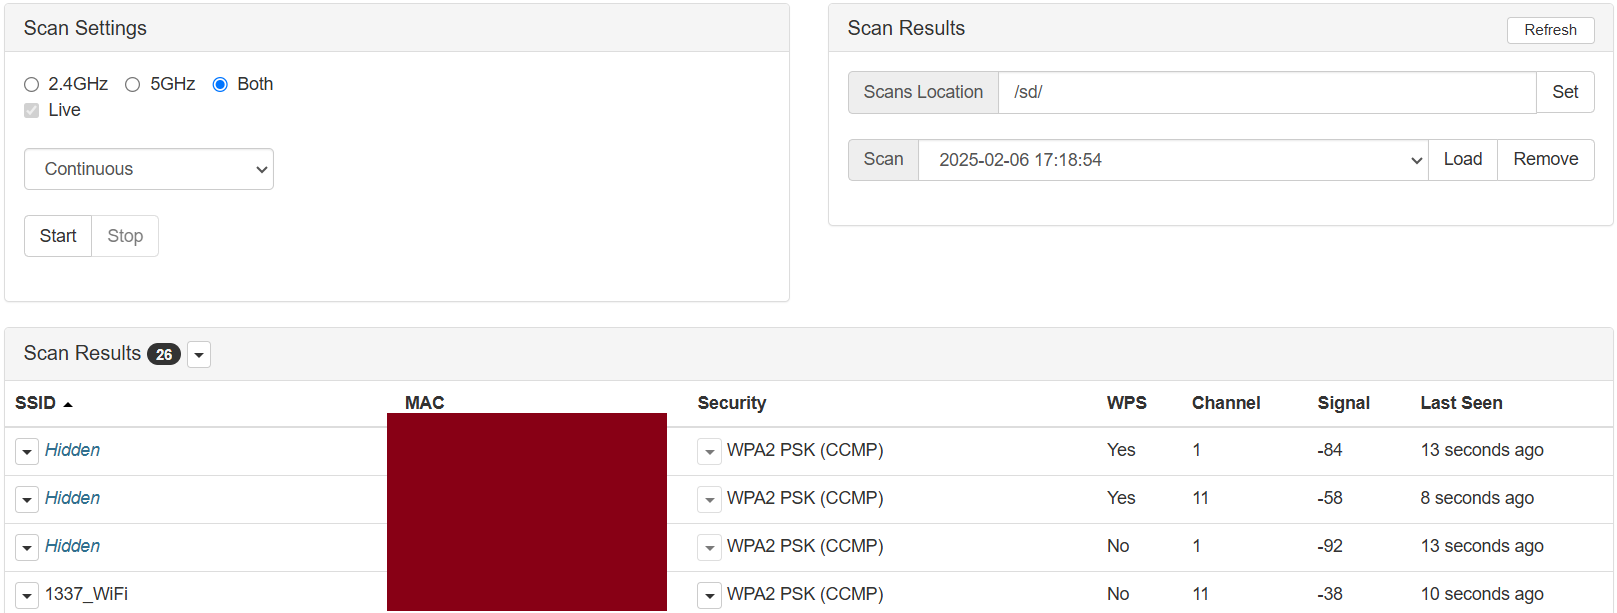 Scan Settings
2.4GHz 5GHz Both
Live
Continuous
Start Stop
Scan Results Refresh
Scans Location /sd/ Set
Scan 2025-02-06 17:18:54 Load Remove
Scan Results 26
SSID MAC Security WPS Channel Signal Last Seen
Hidden WPA2 PSK (CCMP) Yes 1 -84 13 seconds ago
Hidden WPA2 PSK (CCMP) Yes 11 -58 8 seconds ago
Hidden WPA2 PSK (CCMP) No 1 -92 13 seconds ago
1337_WiFi WPA2 PSK (CCMP) No 11 -38 10 seconds ago